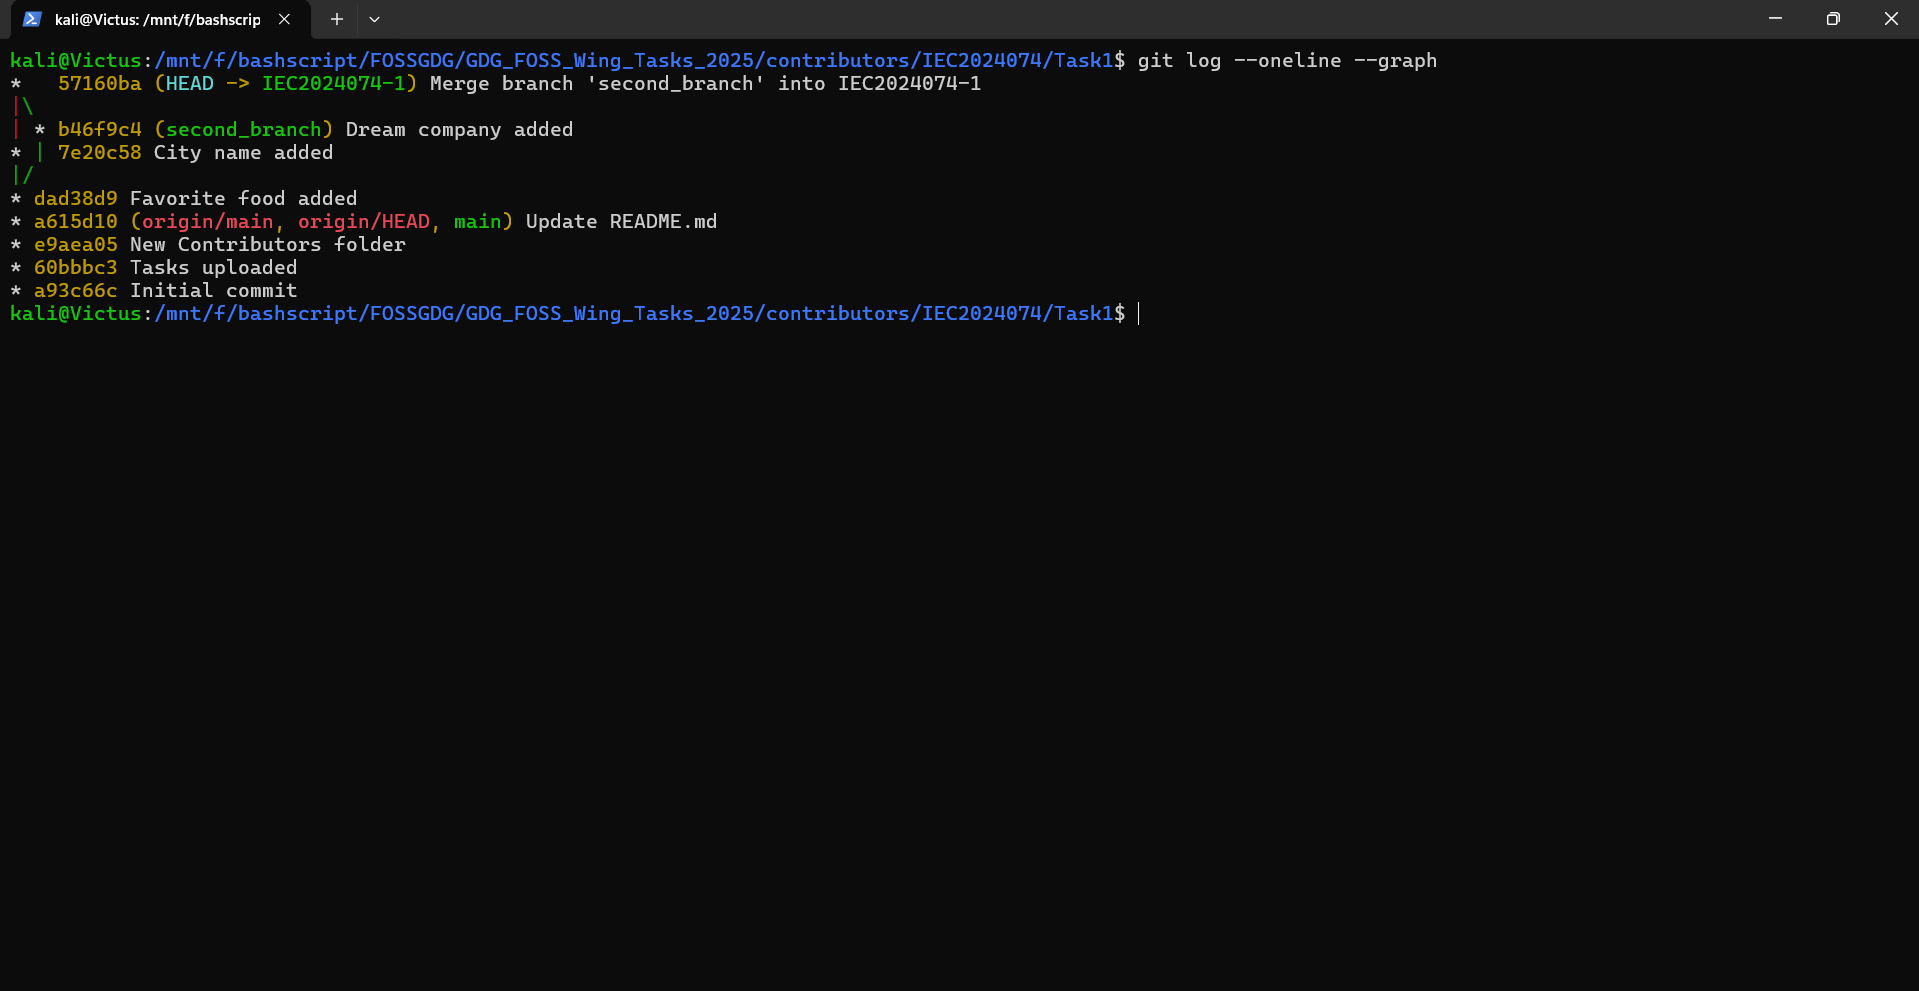 kali@Victus: /mnt/f/bashscrip
kali@Victus:/mnt/f/bashscript/FOSSGDG/GDG_FOSS_Wing_Tasks_2025/contributors/IEC2024074/Task1$ git log --oneline --graph
*   57160ba (HEAD -> IEC2024074-1) Merge branch 'second_branch' into IEC2024074-1
|\
| * b46f9c4 (second_branch) Dream company added
* | 7e20c58 City name added
|/
* dad38d9 Favorite food added
* a615d10 (origin/main, origin/HEAD, main) Update README.md
* e9aea05 New Contributors folder
* 60bbbc3 Tasks uploaded
* a93c66c Initial commit
kali@Victus:/mnt/f/bashscript/FOSSGDG/GDG_FOSS_Wing_Tasks_2025/contributors/IEC2024074/Task1$